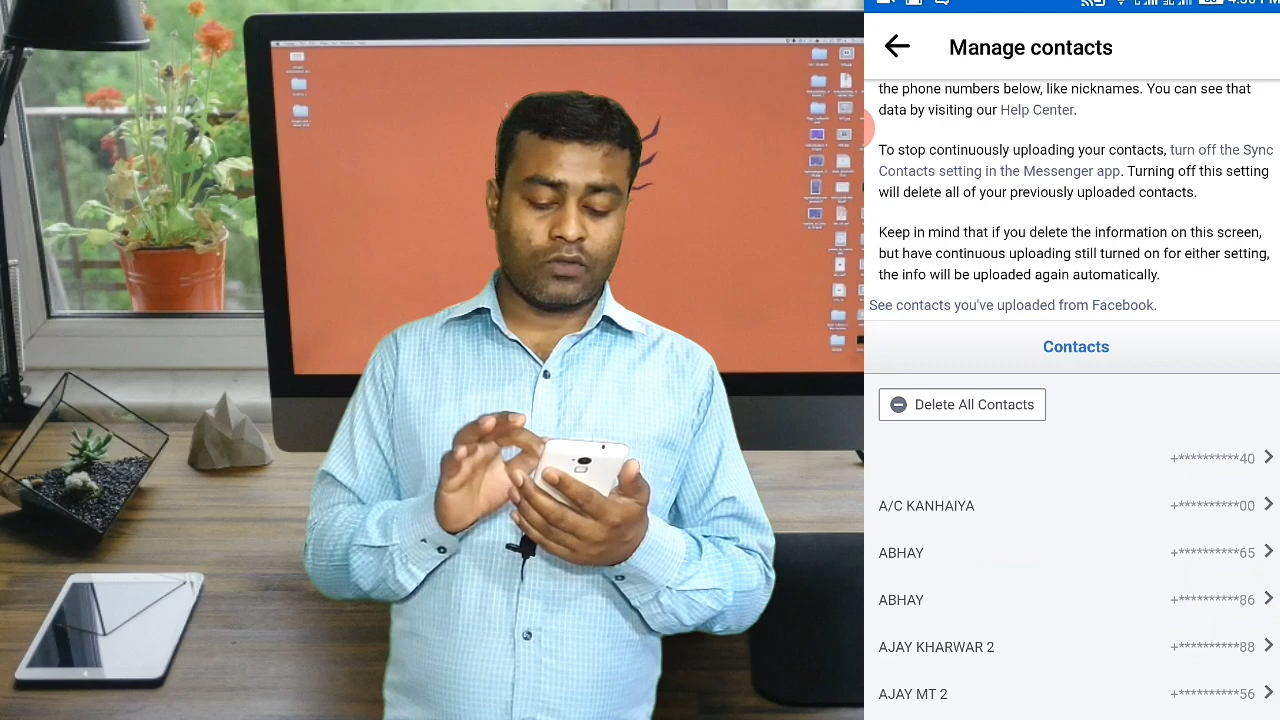 Manage contacts
the phone numbers below, like nicknames. You can see this
data by visiting our Help Center.
To stop continuously uploading your contacts, turn off the Sync
Contacts setting in the Messenger app. Turning off this setting
will delete all of your previously uploaded contacts.
Keep in mind that if you delete the information on this screen,
but have continuous uploading still turned on for either setting,
the info will be uploaded again automatically.
See contacts you've uploaded from Facebook.
Contacts
Delete All Contacts
+**********40
A/C KANHAIYA +**********00
ABHAY +**********65
ABHAY +**********86
AJAY KHARWAR 2 +**********88
AJAY MT 2 +**********56